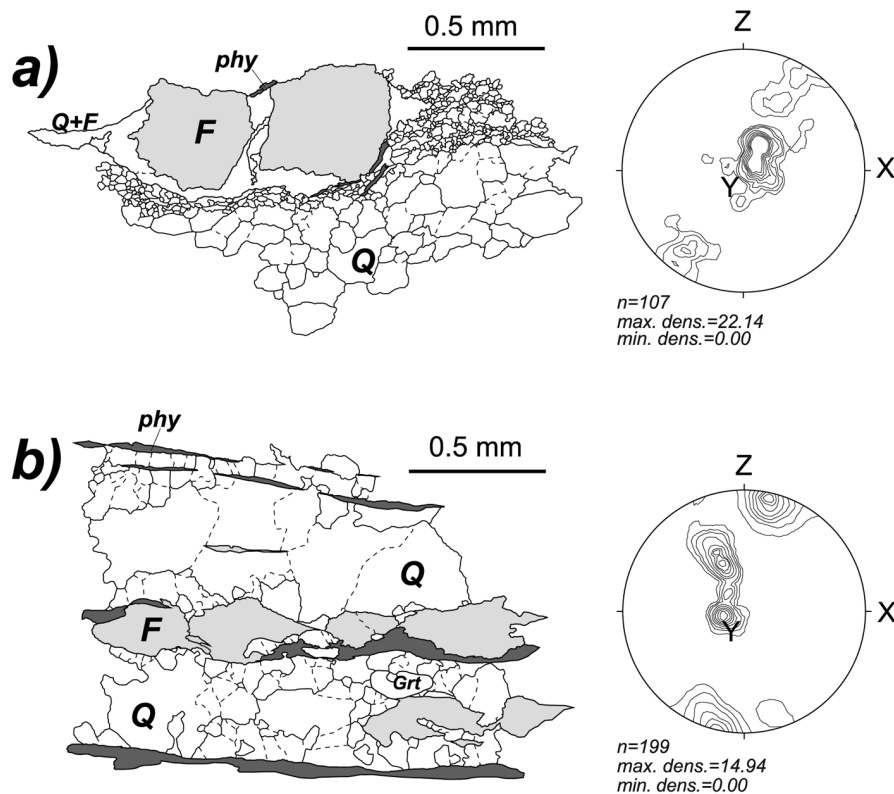 a)
0.5 mm
phy
Q+F
F
Q
Z
X
Y
n=107
max. dens.=22.14
min. dens.=0.00
b)
0.5 mm
phy
Q
F
Grt
Q
Z
X
Y
n=199
max. dens.=14.94
min. dens.=0.00